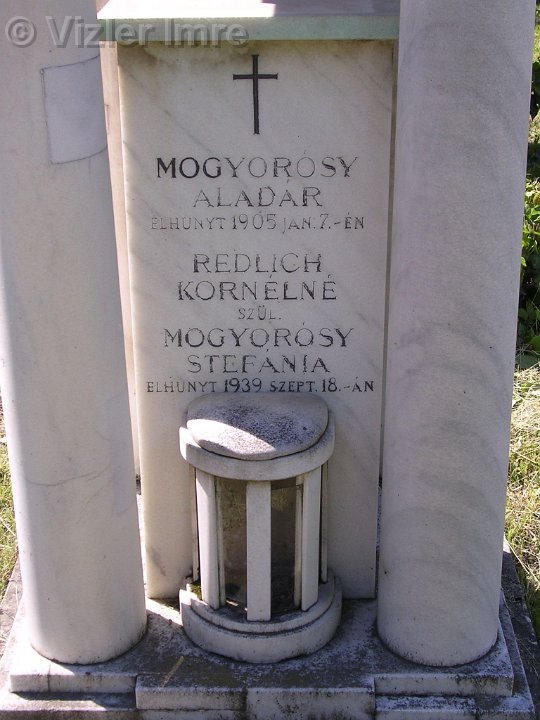 © Vizler Imre
MOGYORÓSY
ALADÁR
ELHUNYT 1905 JAN. 7.-ÉN
REDLICH
KORNÉLNÉ
SZÜL.
MOGYORÓSY
STEFÁNIA
ELHUNYT 1939 SZEPT. 18.-ÁN